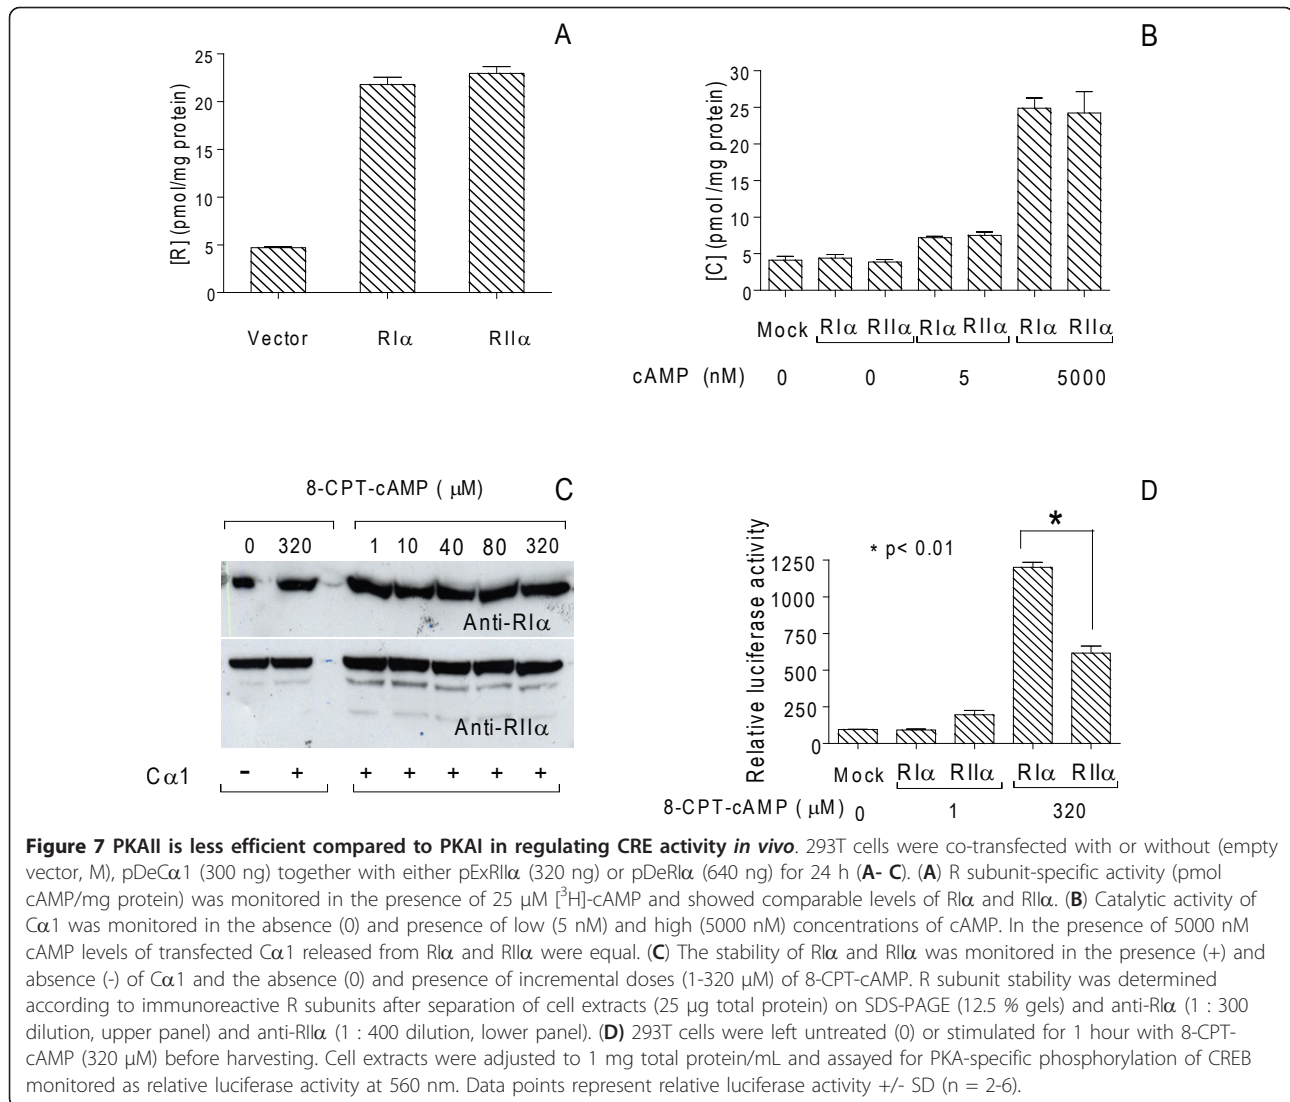 A
25
20
15
10
5
0
[R] (pmol/mg protein)
Vector RIα RIIα
B
30
25
20
15
10
5
0
[C] (pmol/mg protein)
Mock RIα RIIα RIα RIIα RIα RIIα
cAMP (nM) 0 0 5 5000
8-CPT-cAMP ( μM) C
0 320 1 10 40 80 320
Anti-RIα
Anti-RIIα
Cα1 - + + + + + +
D
*
* p< 0.01
1250
1000
750
500
250
0
Relative luciferase activity
Mock RIα RIIα RIα RIIα
8-CPT-cAMP ( μM) 0 1 320
Figure 7 PKAII is less efficient compared to PKAI in regulating CRE activity in vivo. 293T cells were co-transfected with or without (empty
vector, M), pDeCα1 (300 ng) together with either pExRIIα (320 ng) or pDeRIα (640 ng) for 24 h (A- C). (A) R subunit-specific activity (pmol
cAMP/mg protein) was monitored in the presence of 25 μM [³H]-cAMP and showed comparable levels of RIα and RIIα. (B) Catalytic activity of
Cα1 was monitored in the absence (0) and presence of low (5 nM) and high (5000 nM) concentrations of cAMP. In the presence of 5000 nM
cAMP levels of transfected Cα1 released from RIα and RIIα were equal. (C) The stability of RIα and RIIα was monitored in the presence (+) and
absence (-) of Cα1 and the absence (0) and presence of incremental doses (1-320 μM) of 8-CPT-cAMP. R subunit stability was determined
according to immunoreactive R subunits after separation of cell extracts (25 μg total protein) on SDS-PAGE (12.5 % gels) and anti-RIα (1 : 300
dilution, upper panel) and anti-RIIα (1 : 400 dilution, lower panel). (D) 293T cells were left untreated (0) or stimulated for 1 hour with 8-CPT-
cAMP (320 μM) before harvesting. Cell extracts were adjusted to 1 mg total protein/mL and assayed for PKA-specific phosphorylation of CREB
monitored as relative luciferase activity at 560 nm. Data points represent relative luciferase activity +/- SD (n = 2-6).